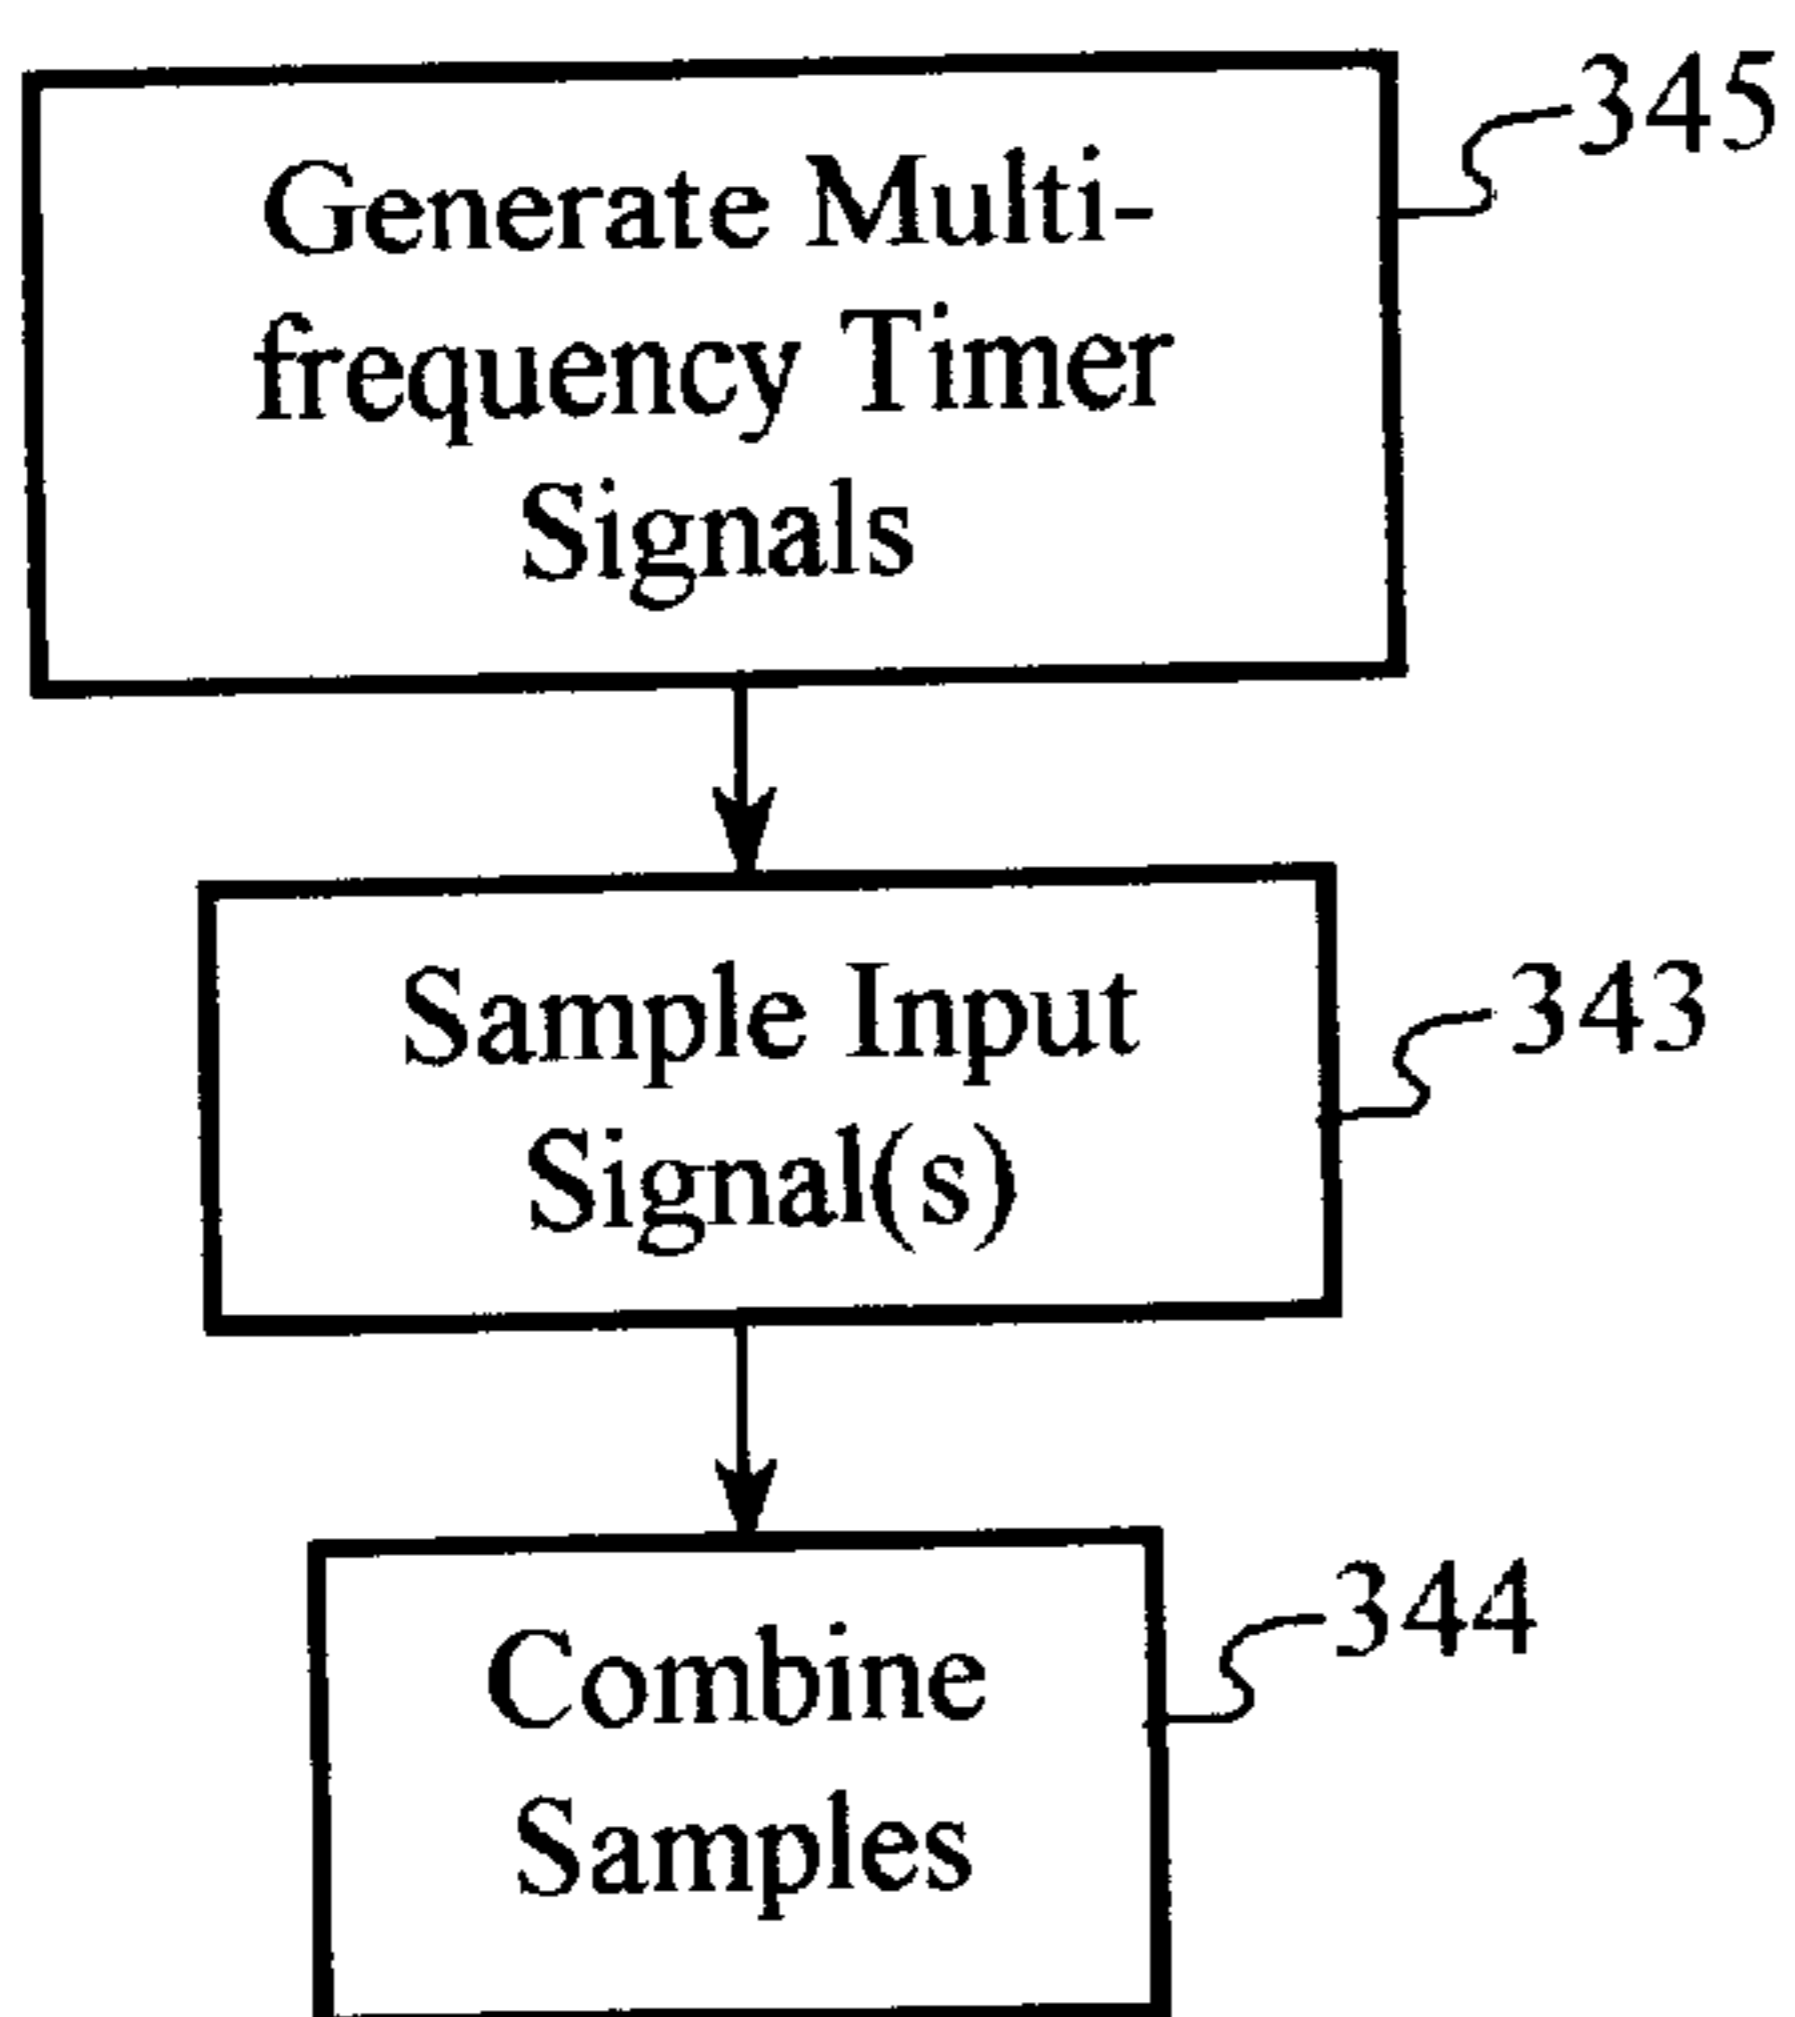 345
Generate Multi-
frequency Timer
Signals
343
Sample Input
Signal(s)
344
Combine
Samples